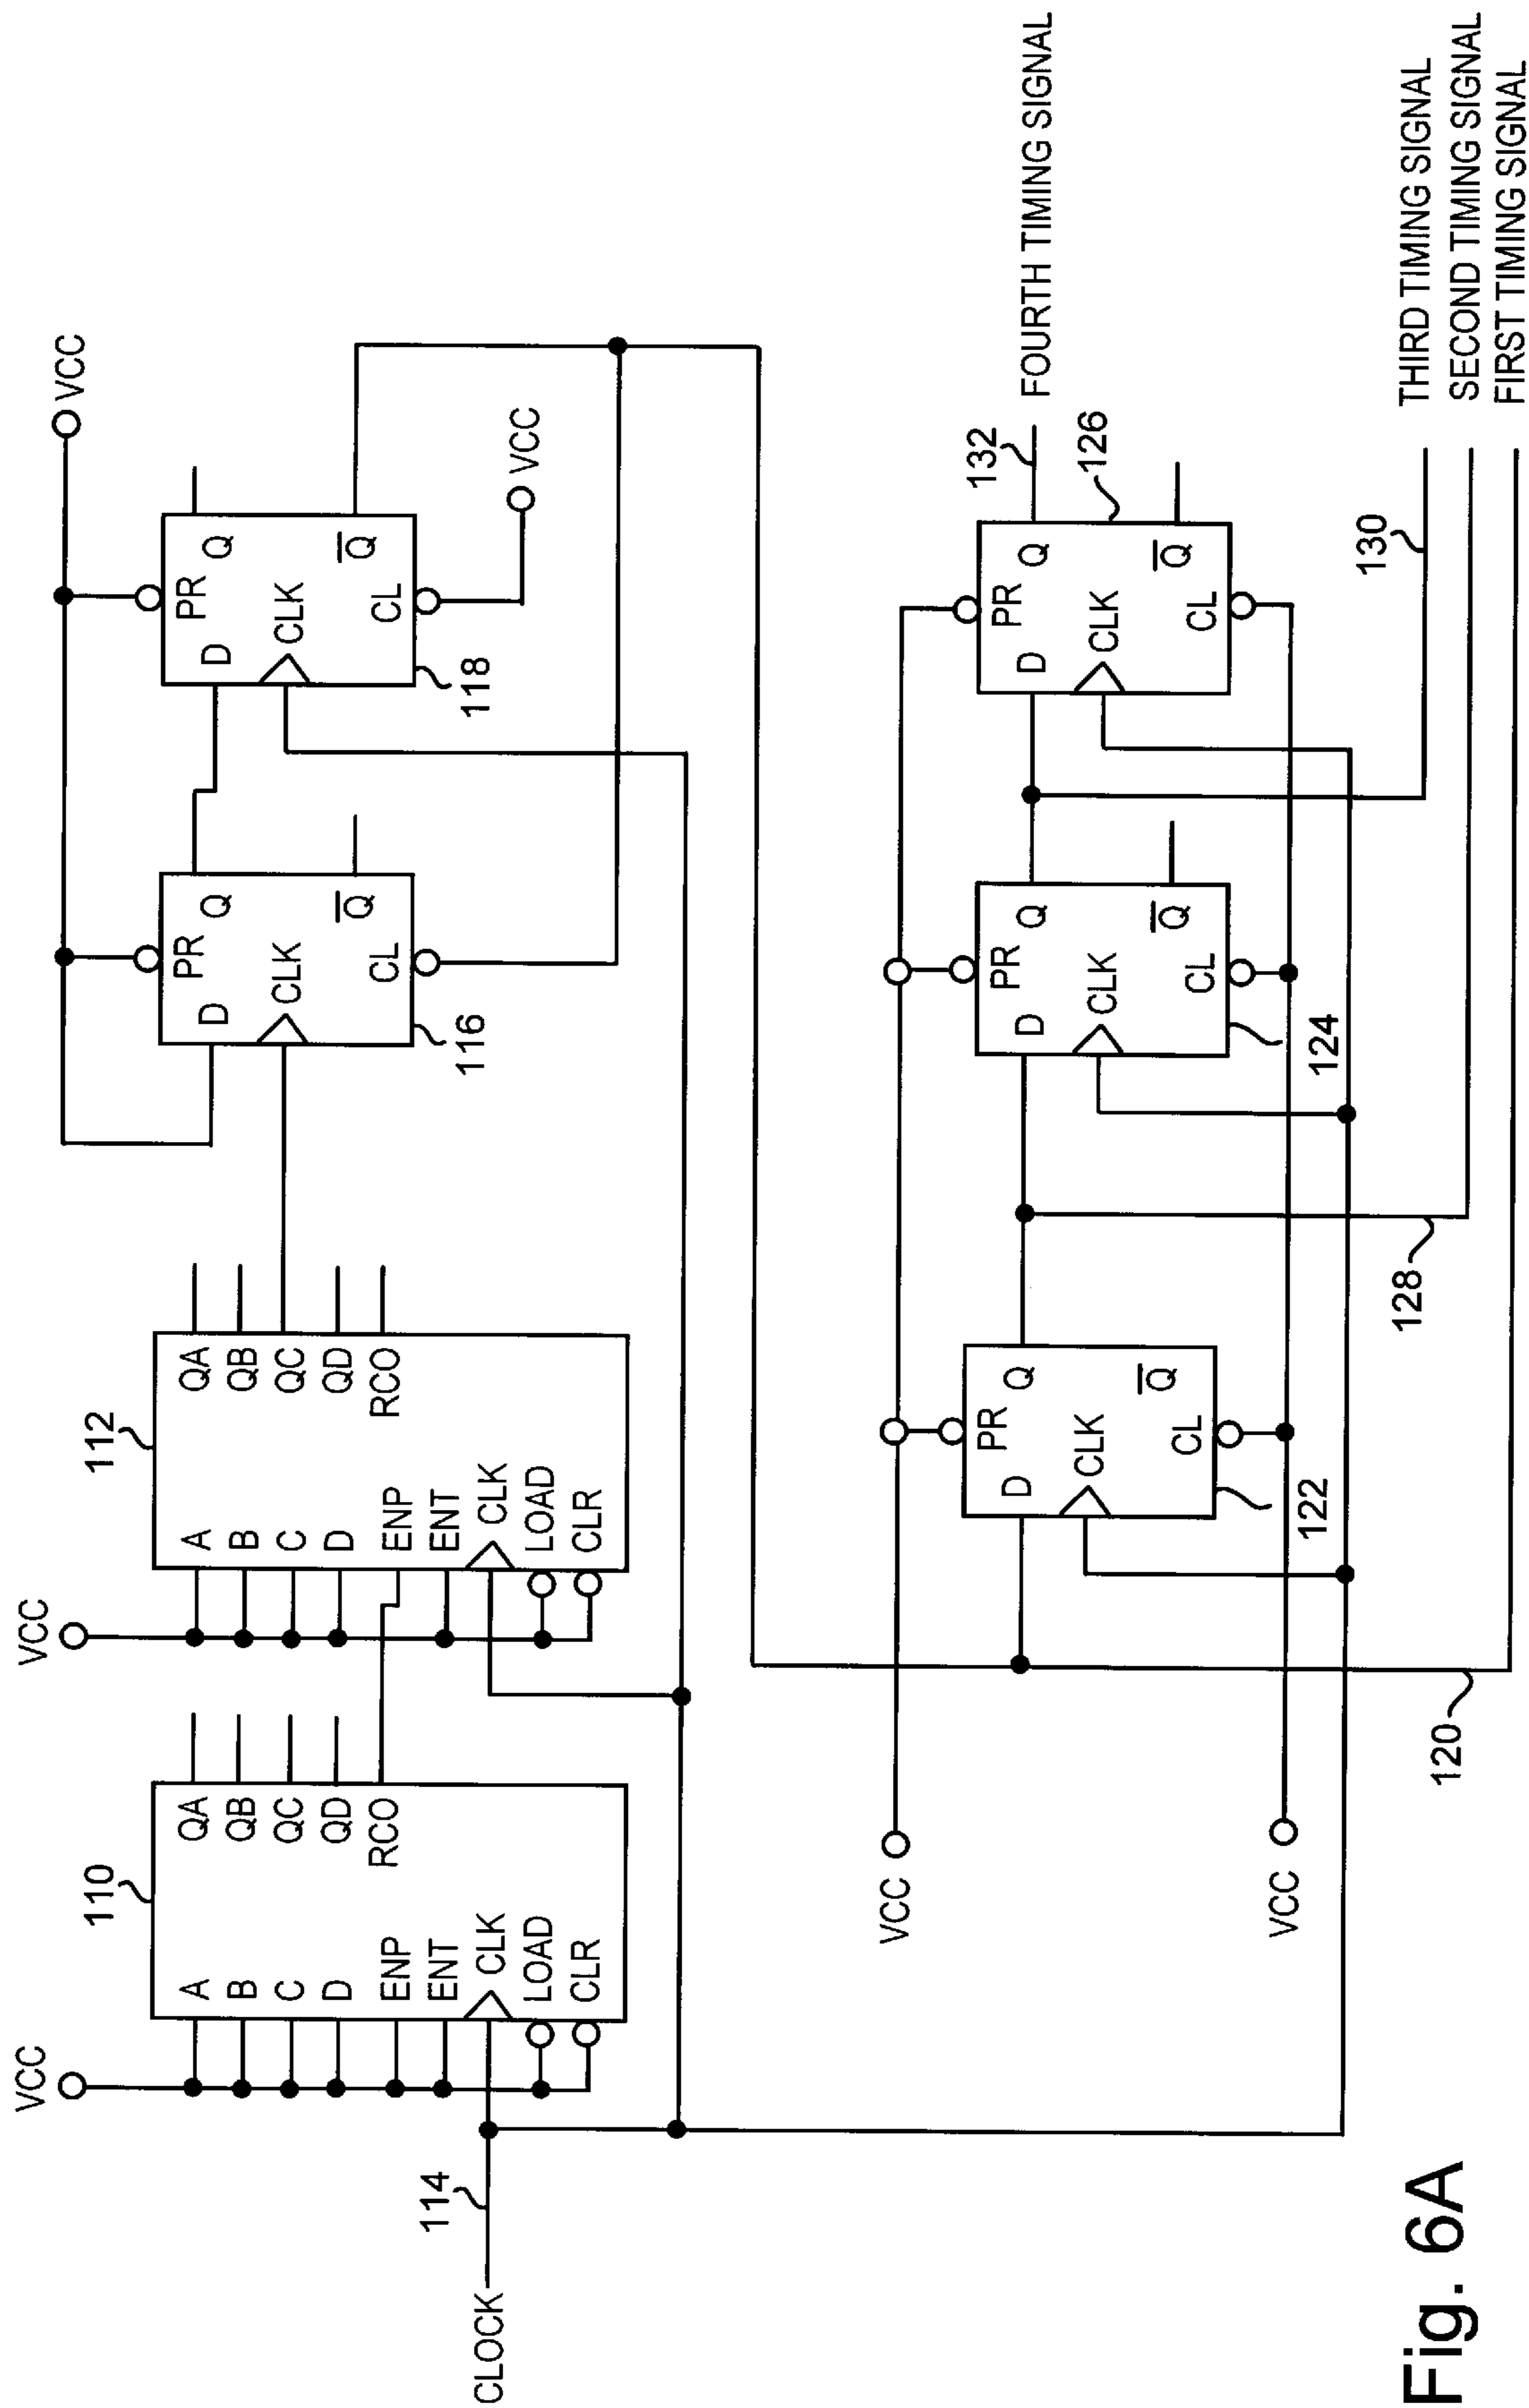 VCC
110
A
B
C
D
ENP
ENT
CLK
LOAD
CLR
QA
QB
QC
QD
RCO
CLOCK
114
VCC
112
A
B
C
D
ENP
ENT
CLK
LOAD
CLR
QA
QB
QC
QD
RCO
VCC
D
PR
Q
CLK
CL
Q
116
D
PR
Q
CLK
CL
Q
118
VCC
VCC
VCC
120
D
PR
Q
CLK
CL
Q
122
128
D
PR
Q
CLK
CL
Q
124
D
PR
Q
CLK
CL
Q
126
132
130
FOURTH TIMING SIGNAL
THIRD TIMING SIGNAL
SECOND TIMING SIGNAL
FIRST TIMING SIGNAL
Fig. 6A